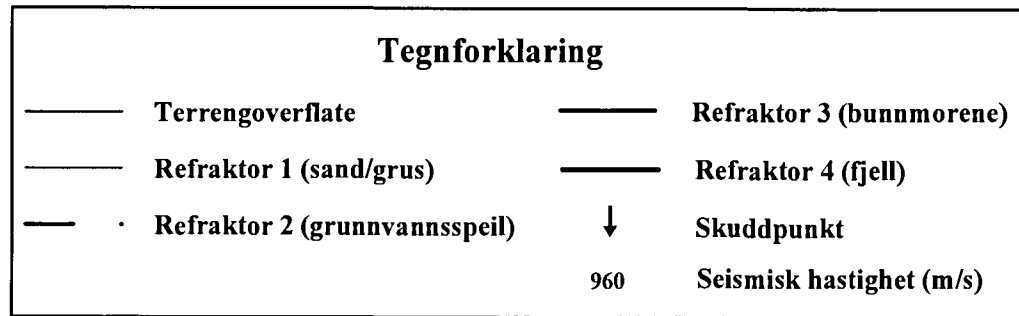 Tegnforklaring
Terrengoverflate
Refraktor 1 (sand/grus)
Refraktor 2 (grunnvannsspeil)
Refraktor 3 (bunnmorene)
Refraktor 4 (fjell)
Skuddpunkt
960 Seismisk hastighet (m/s)